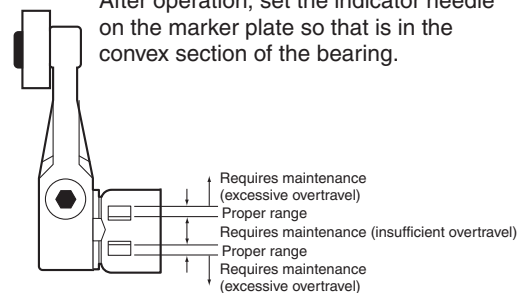 After operation, set the indicator needle
on the marker plate so that is in the
convex section of the bearing.
Requires maintenance
(excessive overtravel)
Proper range
Requires maintenance (insufficient overtravel)
Proper range
Requires maintenance
(excessive overtravel)